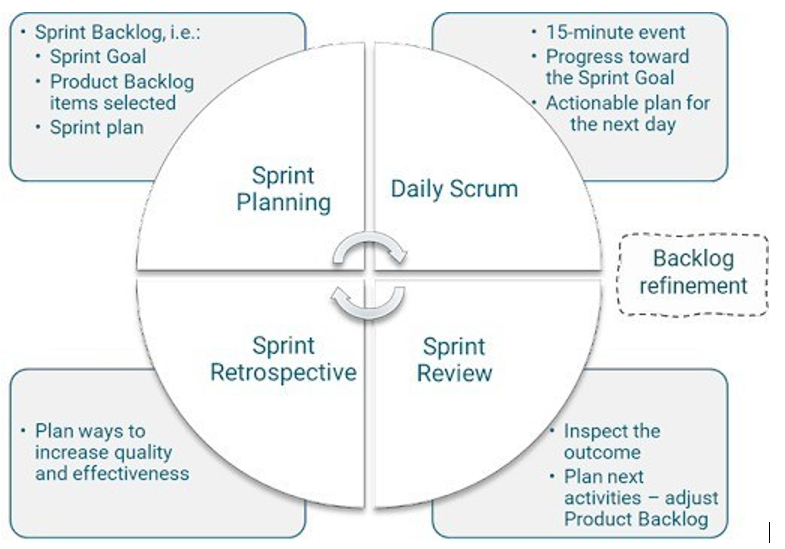 • Sprint Backlog, i.e.:
• Sprint Goal
• Product Backlog
items selected
• Sprint plan
• 15-minute event
• Progress toward
the Sprint Goal
• Actionable plan for
the next day
Sprint
Planning
Daily Scrum
Backlog
refinement
Sprint
Retrospective
Sprint
Review
• Plan ways to
increase quality
and effectiveness
• Inspect the
outcome
• Plan next
activities – adjust
Product Backlog